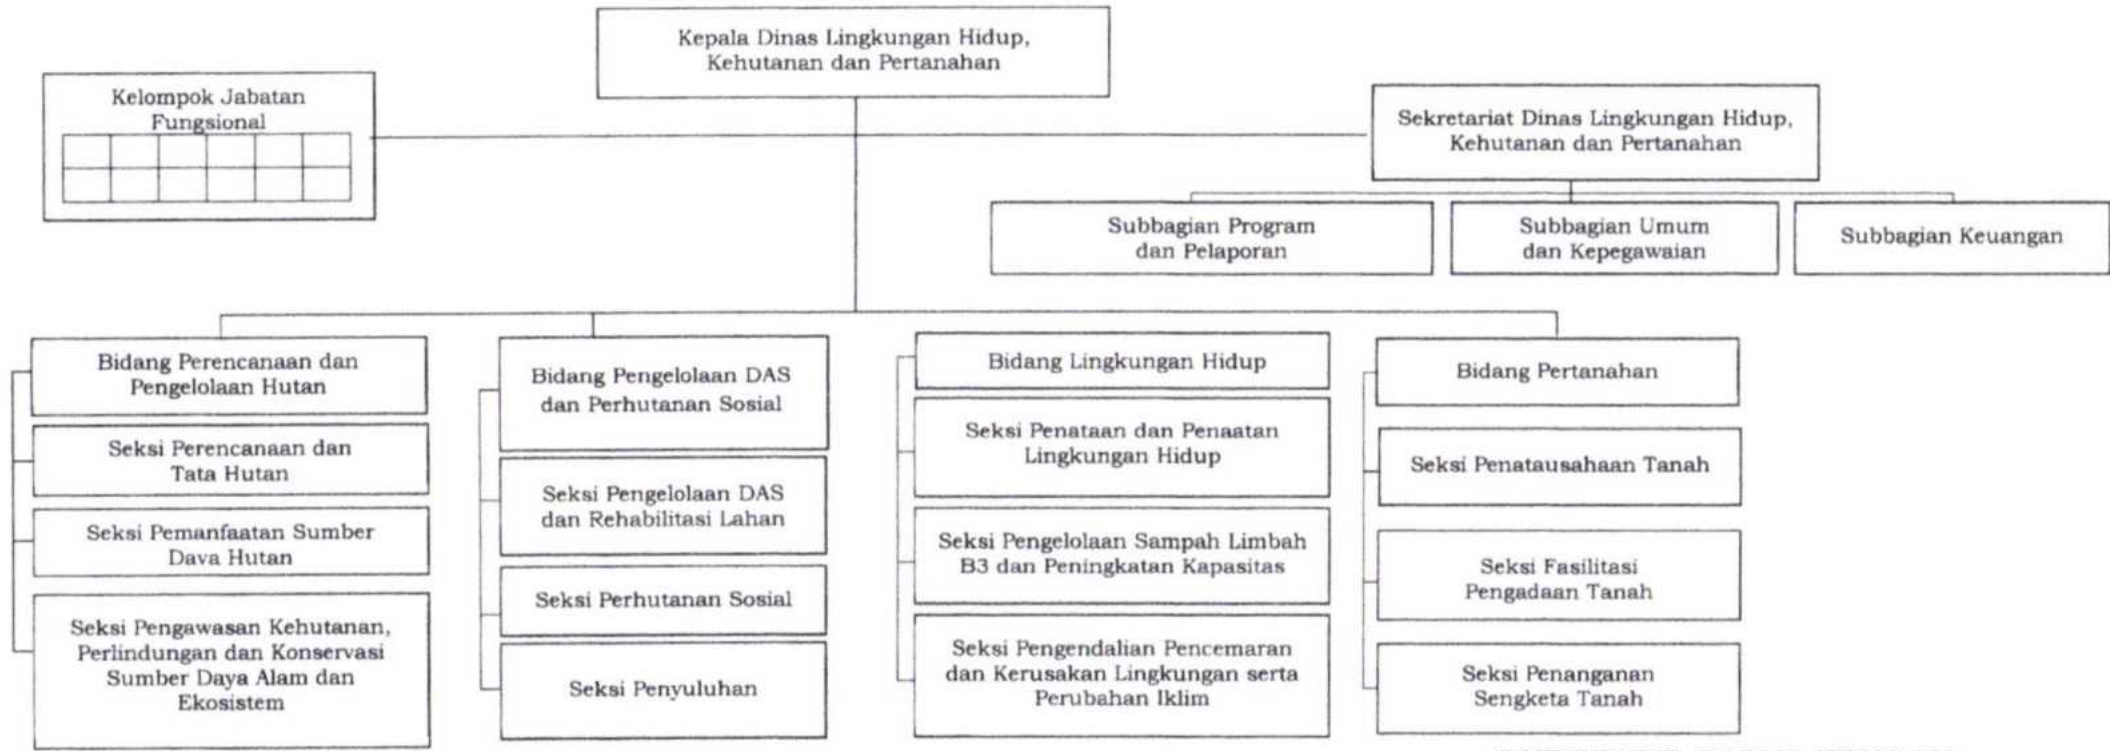 Kepala Dinas Lingkungan Hidup,
Kehutanan dan Pertanahan
Kelompok Jabatan
Fungsional
Sekretariat Dinas Lingkungan Hidup,
Kehutanan dan Pertanahan
Subbagian Program
dan Pelaporan
Subbagian Umum
dan Kepegawaian
Subbagian Keuangan
Bidang Perencanaan dan
Pengelolaan Hutan
Seksi Perencanaan dan
Tata Hutan
Seksi Pemanfaatan Sumber
Dava Hutan
Seksi Pengawasan Kehutanan,
Perlindungan dan Konservasi
Sumber Daya Alam dan
Ekosistem
Bidang Pengelolaan DAS
dan Perhutanan Sosial
Seksi Pengelolaan DAS
dan Rehabilitasi Lahan
Seksi Perhutanan Sosial
Seksi Penyuluhan
Bidang Lingkungan Hidup
Seksi Penataan dan Penaatan
Lingkungan Hidup
Seksi Pengelolaan Sampah Limbah
B3 dan Peningkatan Kapasitas
Seksi Pengendalian Pencemaran
dan Kerusakan Lingkungan serta
Perubahan Iklim
Bidang Pertanahan
Seksi Penatausahaan Tanah
Seksi Fasilitasi
Pengadaan Tanah
Seksi Penanganan
Sengketa Tanah